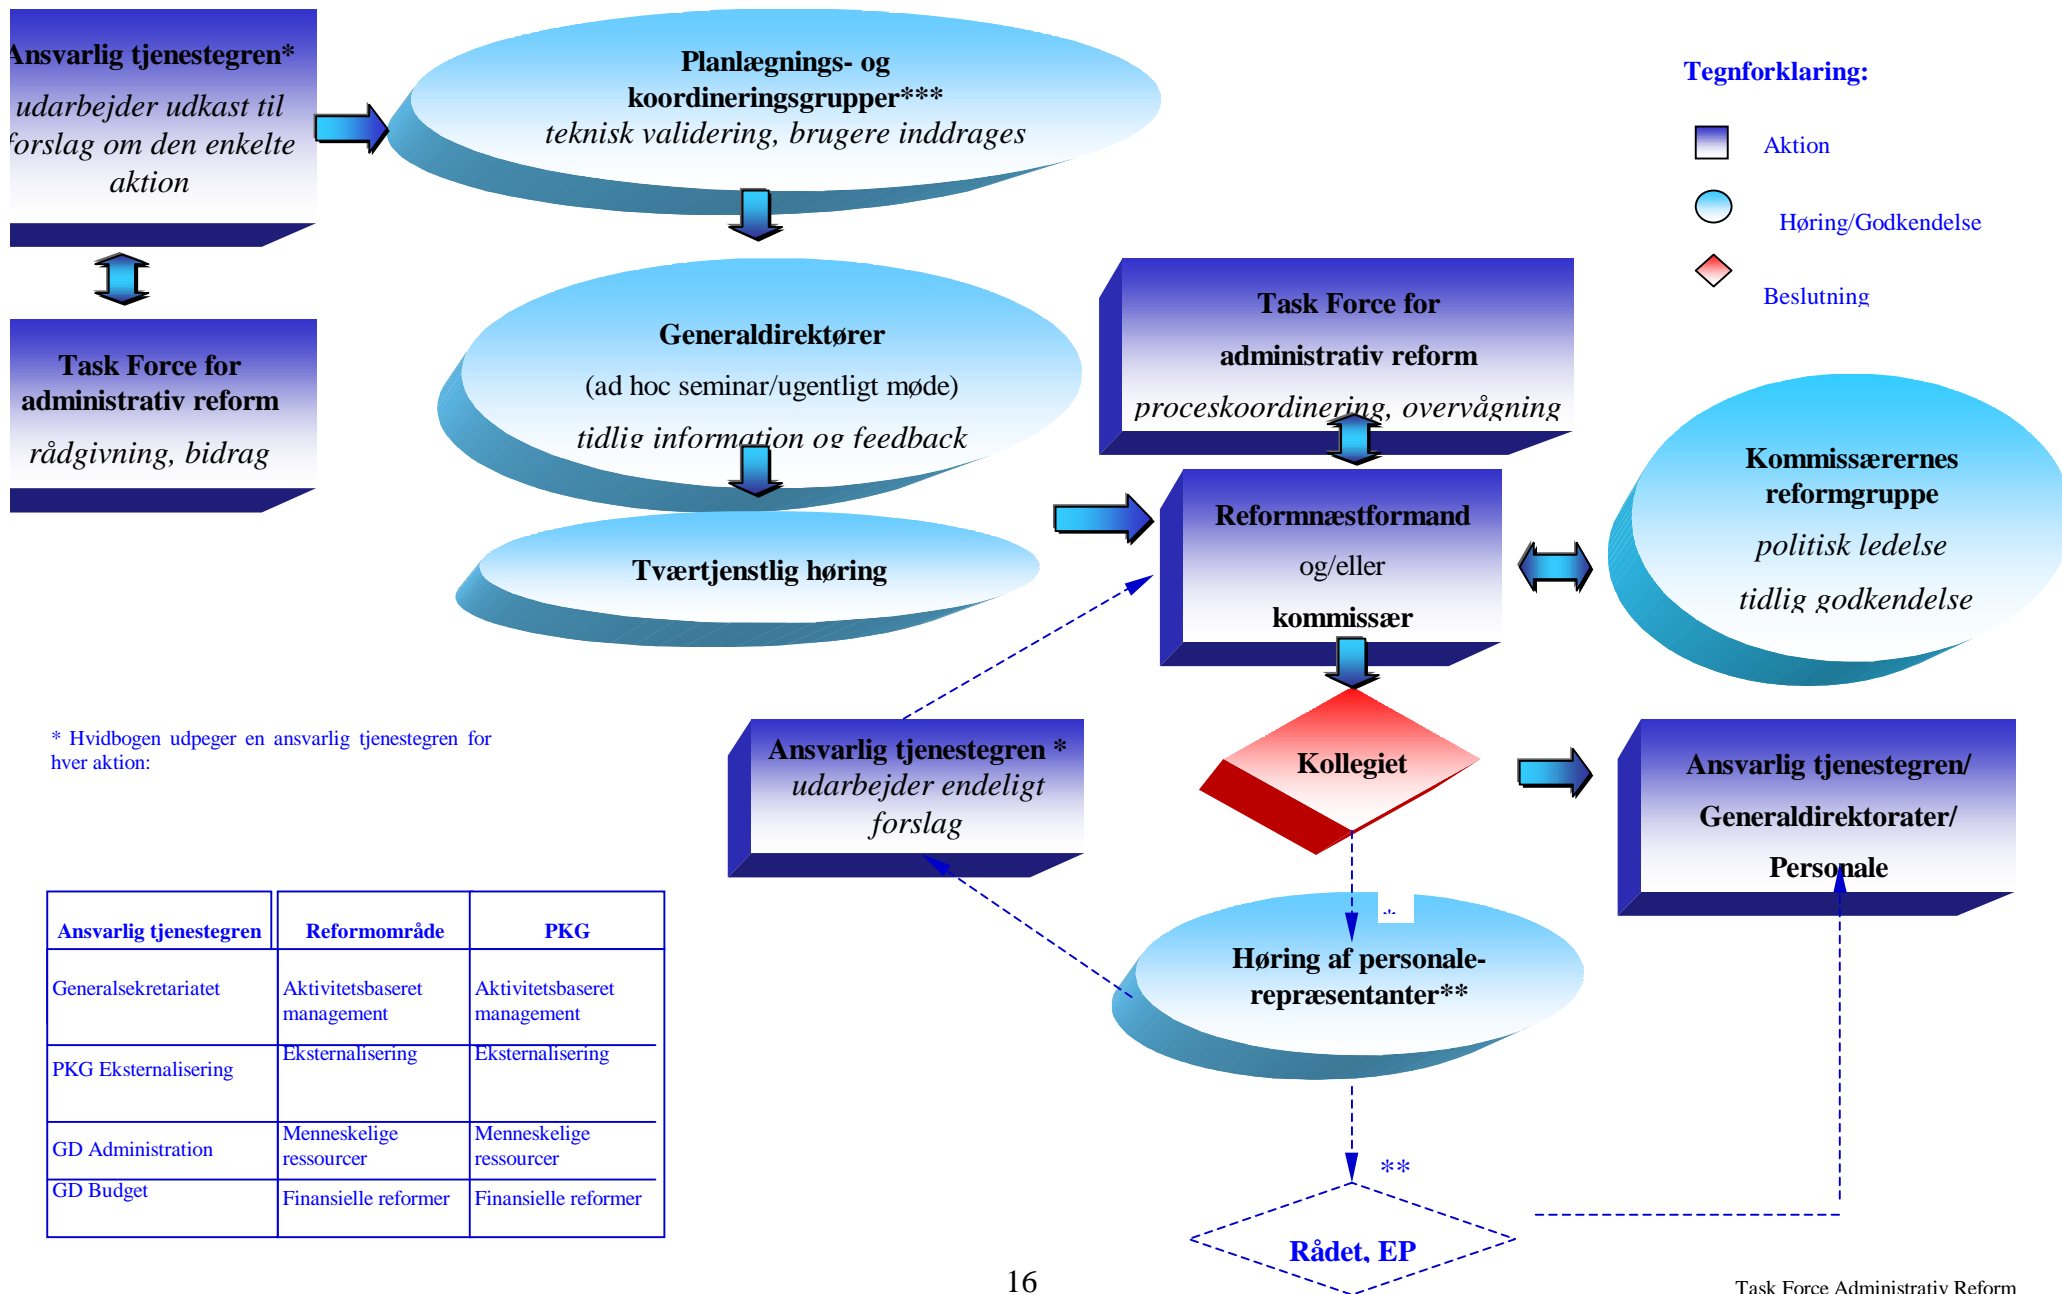 Ansvarlig tjenestegren*
udarbejder udkast til
forslag om den enkelte
aktion
Task Force for
administrativ reform
rådgivning, bidrag
Planlægnings- og
koordineringsgrupper***
teknisk validering, brugere inddrages
Generaldirektører
(ad hoc seminar/ugentligt møde)
tidlig information og feedback
Tværtjenstlig høring
Tegnforklaring:
Aktion
Høring/Godkendelse
Beslutning
Task Force for
administrativ reform
proceskoordinering, overvågning
Reformnæstformand
og/eller
kommissær
Kommissærernes
reformgruppe
politisk ledelse
tidlig godkendelse
Kollegiet
Ansvarlig tjenestegren *
udarbejder endeligt
forslag
Ansvarlig tjenestegren/
Generaldirektorater/
Personale
*
Høring af personale-
repræsentanter**
**
Rådet, EP
* Hvidbogen udpeger en ansvarlig tjenestegren for
hver aktion:
Ansvarlig tjenestegren Reformområde PKG
Generalsekretariatet Aktivitetsbaseret Aktivitetsbaseret
management management
PKG Eksternalisering Eksternalisering Eksternalisering
GD Administration Menneskelige Menneskelige
ressourcer ressourcer
GD Budget Finansielle reformer Finansielle reformer
16
Task Force Administrativ Reform